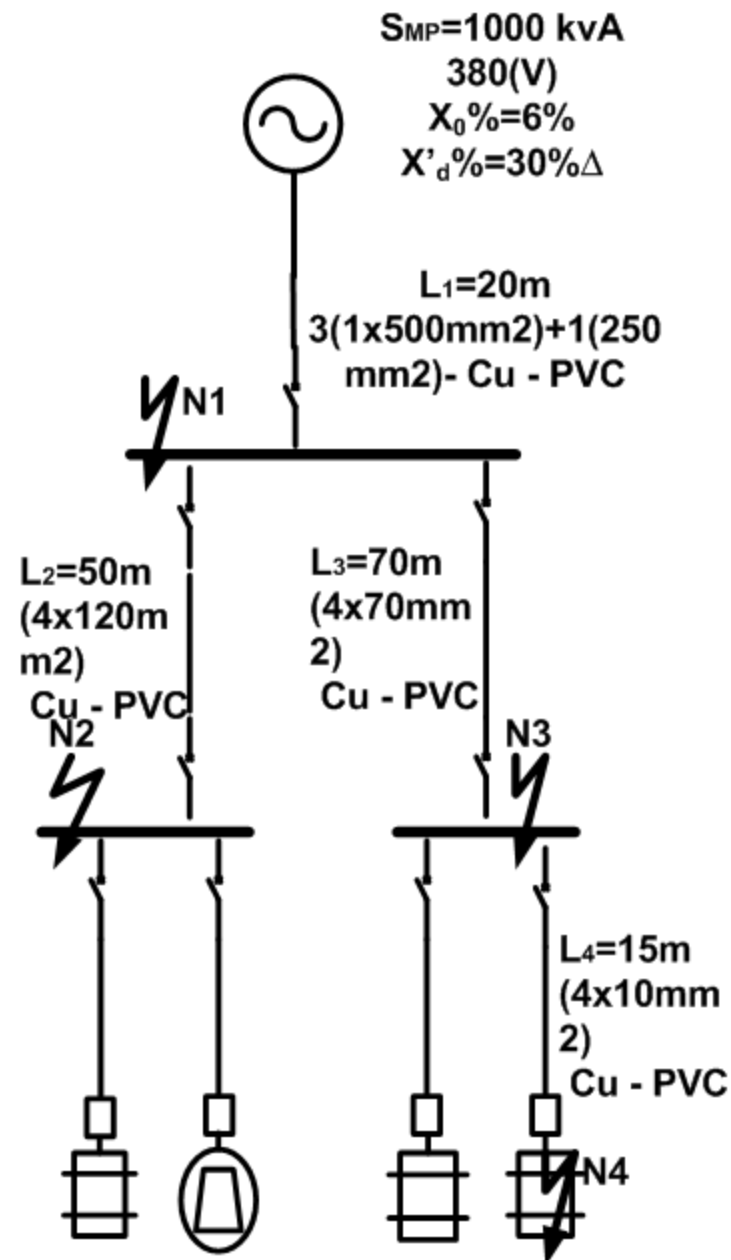 SMP=1000 kvA
380(V)
X₀%=6%
X'd%=30%Δ
L₁=20m
3(1x500mm2)+1(250
mm2)- Cu - PVC
N1
L₂=50m
(4x120m
m2)
Cu - PVC
N2
L₃=70m
(4x70mm
2)
Cu - PVC
N3
L₄=15m
(4x10mm
2)
Cu - PVC
N4